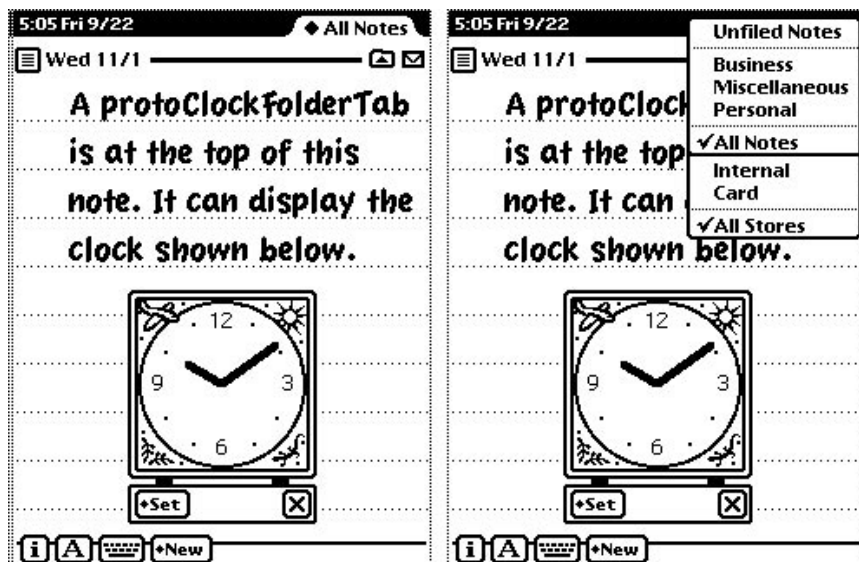 5:05 Fri 9/22
All Notes
Wed 11/1
A protoClockFolderTab
is at the top of this
note. It can display the
clock shown below.
12
9
3
6
Set
i
A
New
5:05 Fri 9/22
Unfiled Notes
Business
Miscellaneous
Personal
✓All Notes
Internal
Card
✓All Stores
Wed 11/1
A protoClock
is at the top
note. It can
clock shown below.
12
9
3
6
Set
i
A
New